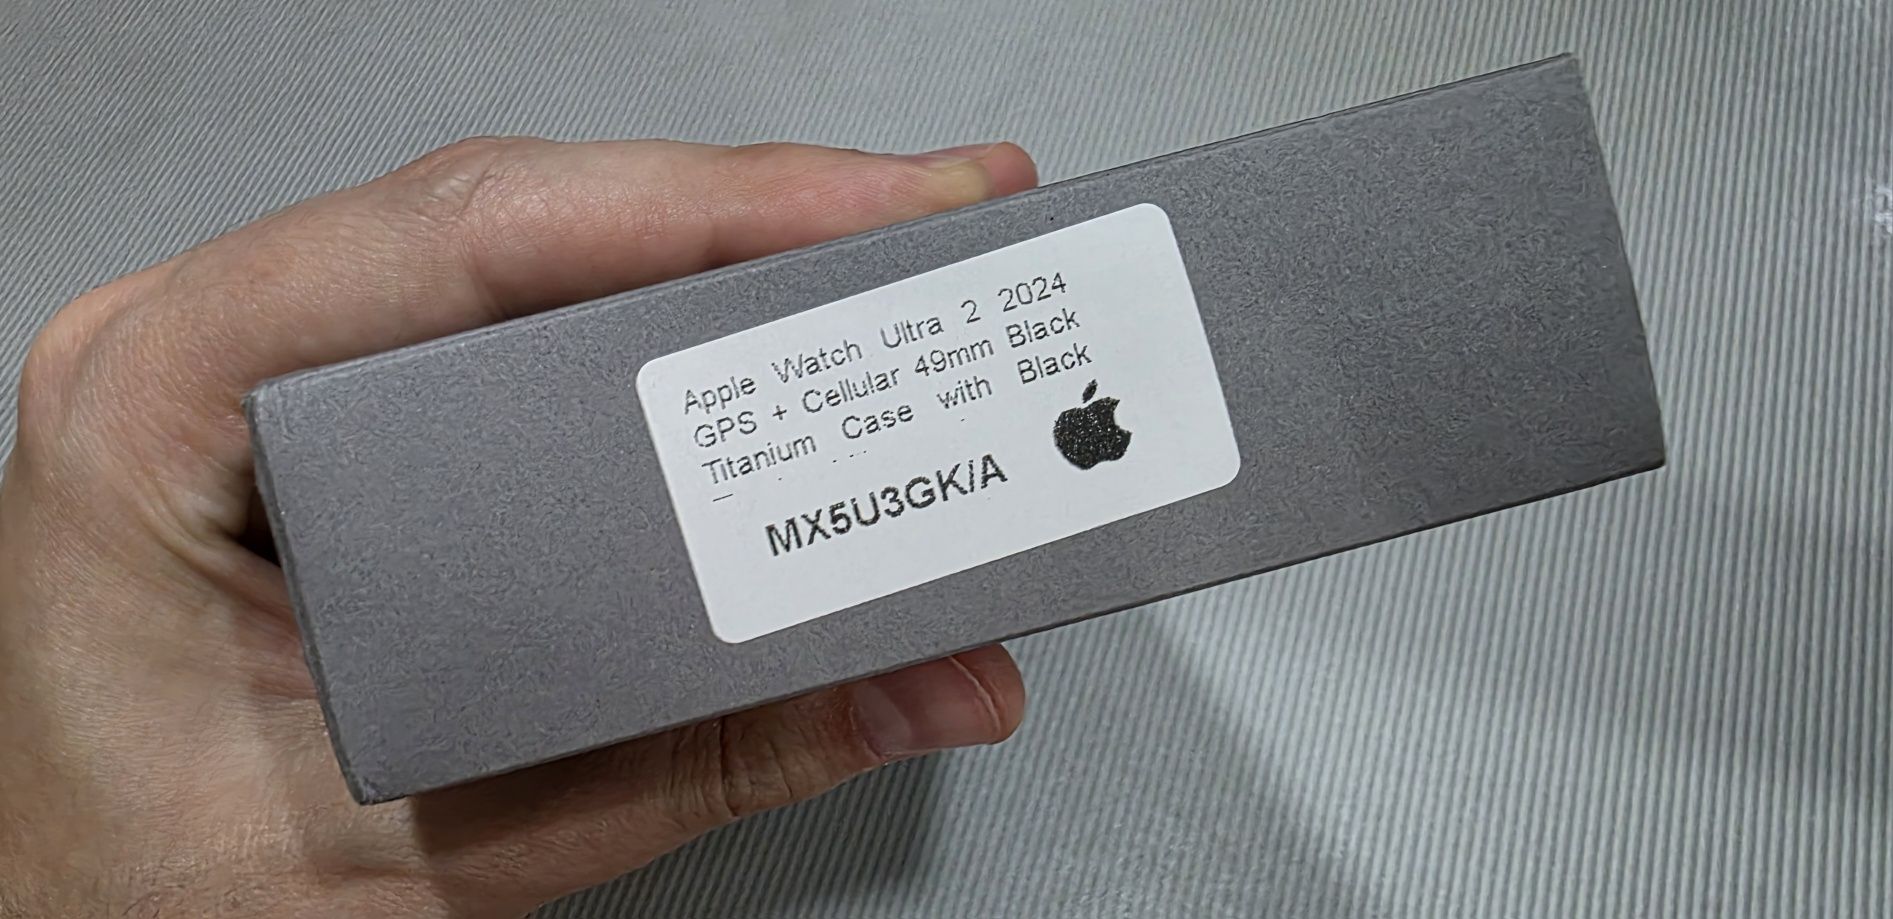 Apple Watch Ultra 2 2024
GPS + Cellular 49mm Black
Titanium Case with Black
MX5U3GK/A